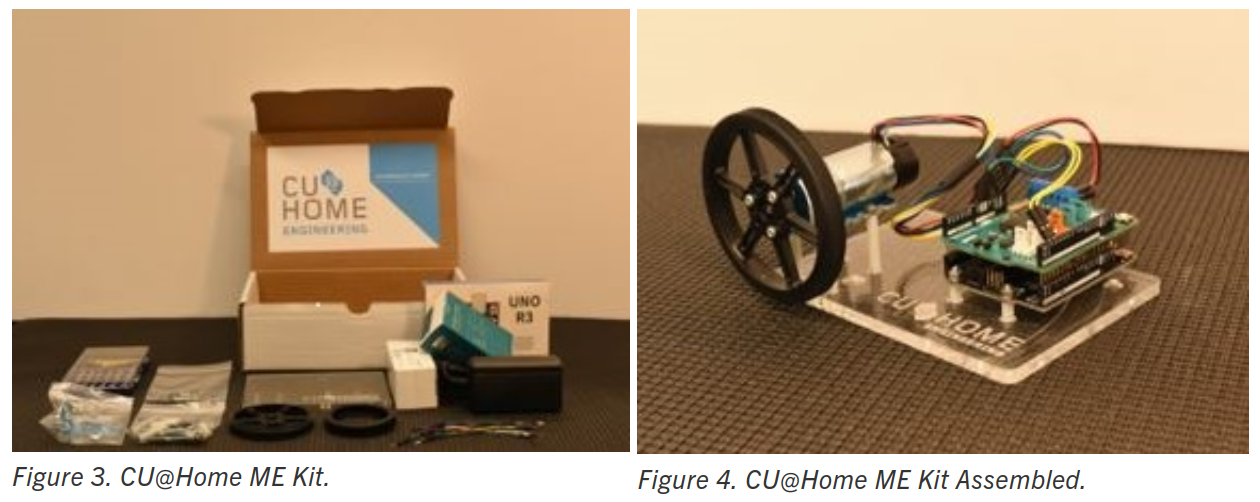 CU
HOME
ENGINEERING
UNO
R3
CU HOME
ENGINEERING
Figure 3. CU@Home ME Kit.
Figure 4. CU@Home ME Kit Assembled.